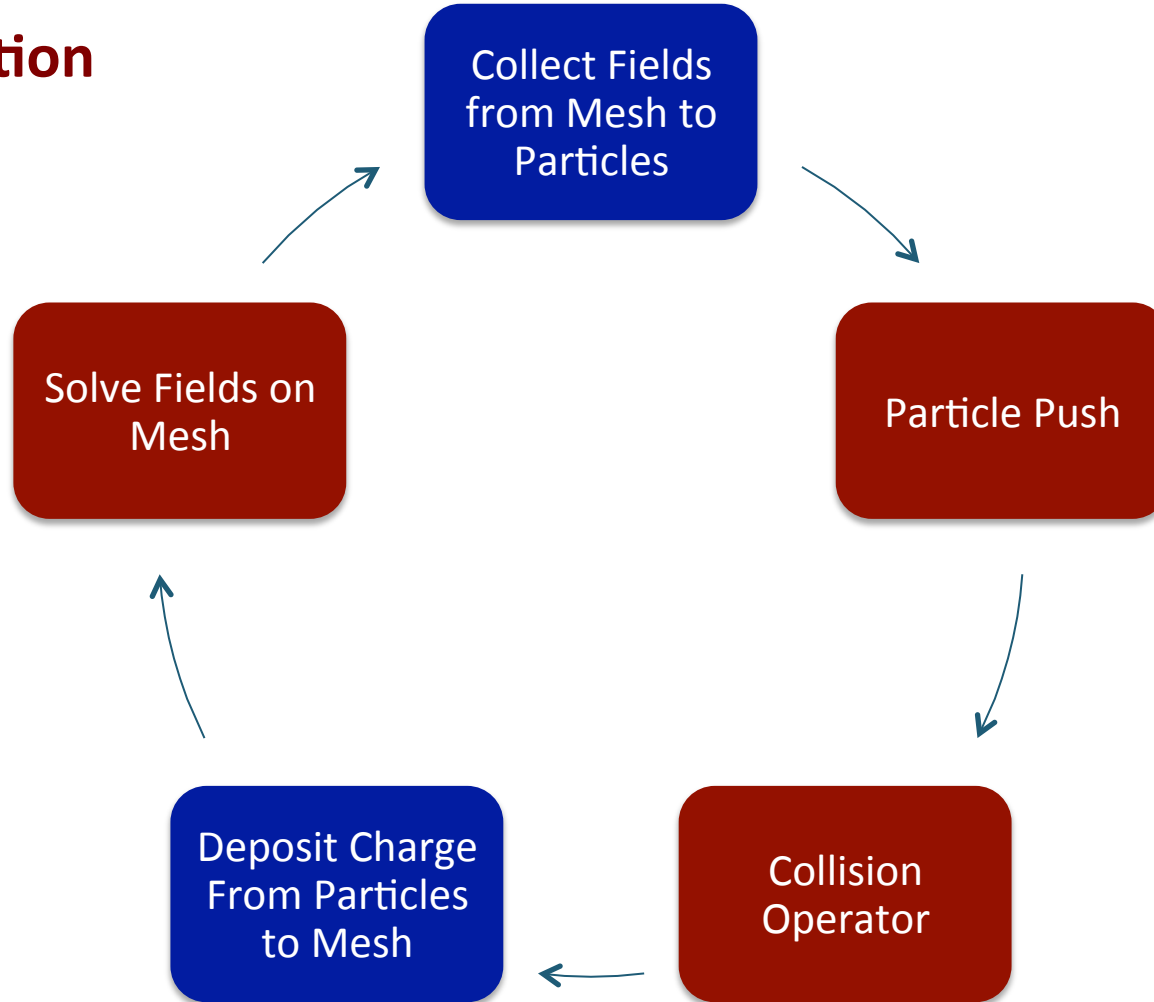 tion
Collect Fields
from Mesh to
Particles
Solve Fields on
Mesh
Particle Push
Deposit Charge
From Particles
to Mesh
Collision
Operator